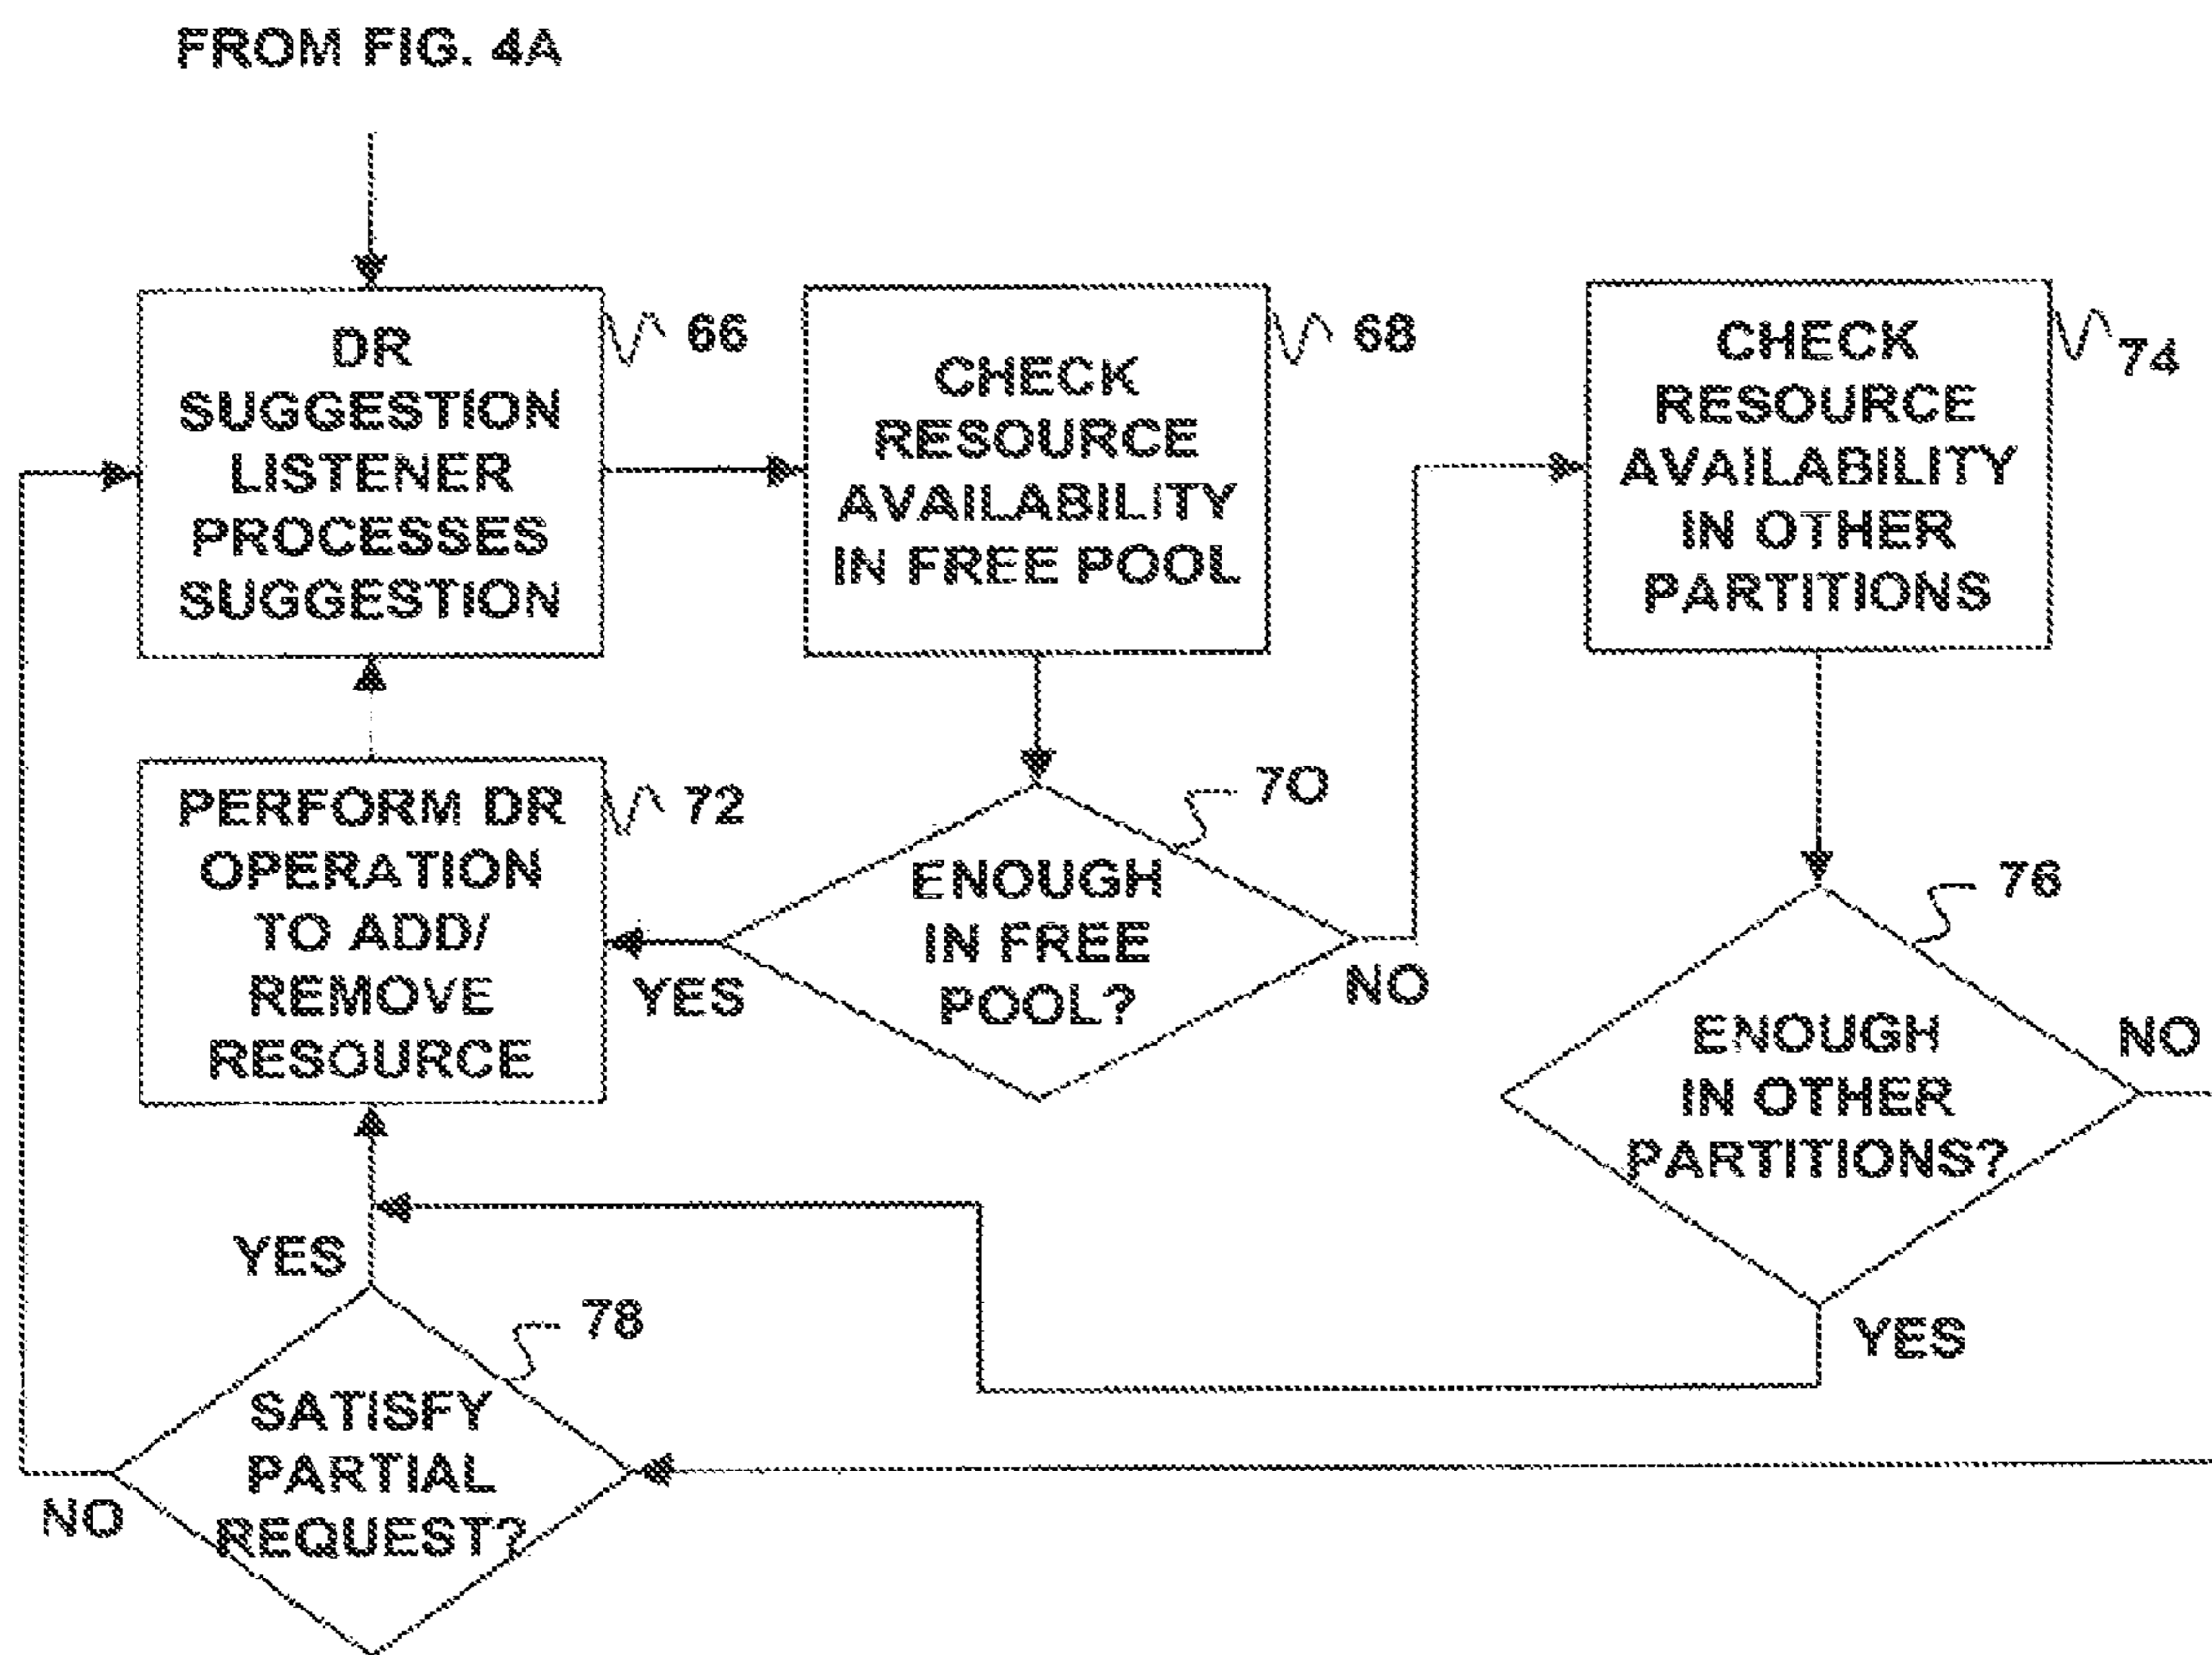 FROM FIG. 4A
DR
SUGGESTION
LISTENER
PROCESSES
SUGGESTION
66
CHECK
RESOURCE
AVAILABILITY
IN FREE POOL
68
CHECK
RESOURCE
AVAILABILITY
IN OTHER
PARTITIONS
74
PERFORM DR
OPERATION
TO ADD/
REMOVE
RESOURCE
72
YES
ENOUGH
IN FREE
POOL?
70
NO
ENOUGH
IN OTHER
PARTITIONS?
76
NO
YES
YES
SATISFY
PARTIAL
REQUEST?
78
NO